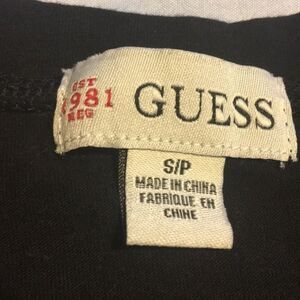 EST
1981
REG
GUESS
S/P
MADE IN CHINA
FABRIQUE EN
CHINE